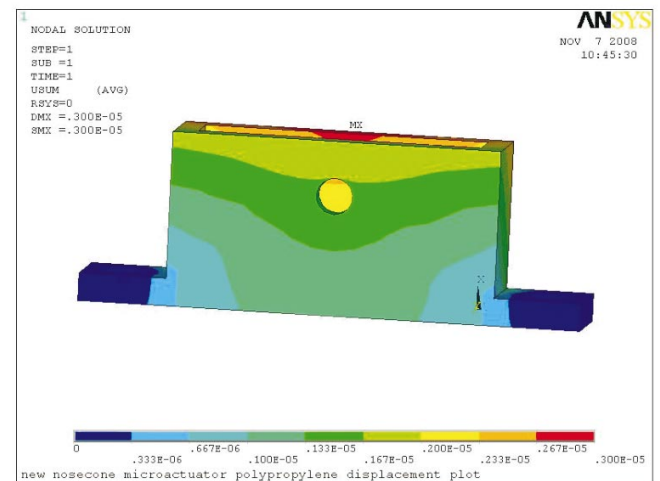 1
ANSYS
NODAL SOLUTION
NOV 7 2008
10:45:30
STEP=1
SUB =1
TIME=1
USUM (AVG)
RSYS=0
DMX =.300E-05
SMX =.300E-05
MX
X
0 .667E-06 .133E-05 .200E-05 .267E-05
.333E-06 .100E-05 .167E-05 .233E-05 .300E-05
new nosecone microactuator polypropylene displacement plot